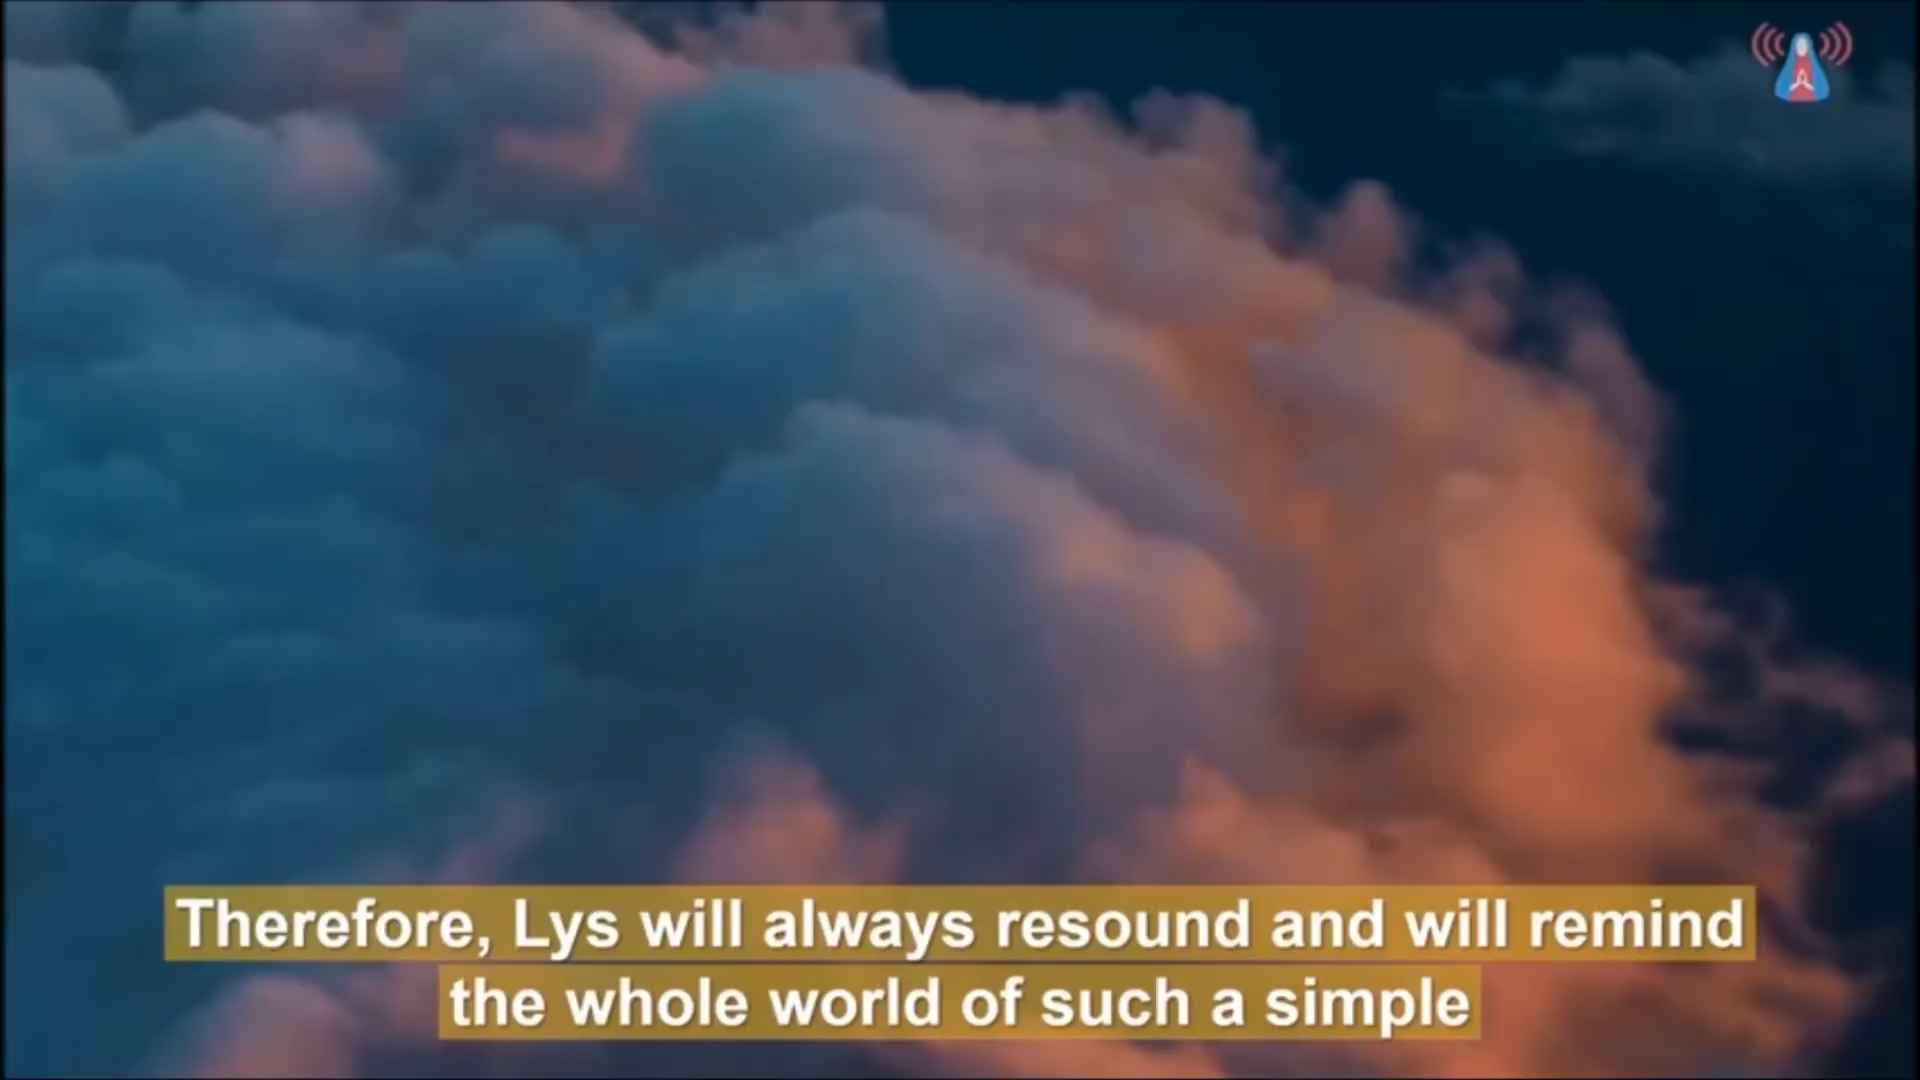 Therefore, Lys will always resound and will remind
the whole world of such a simple